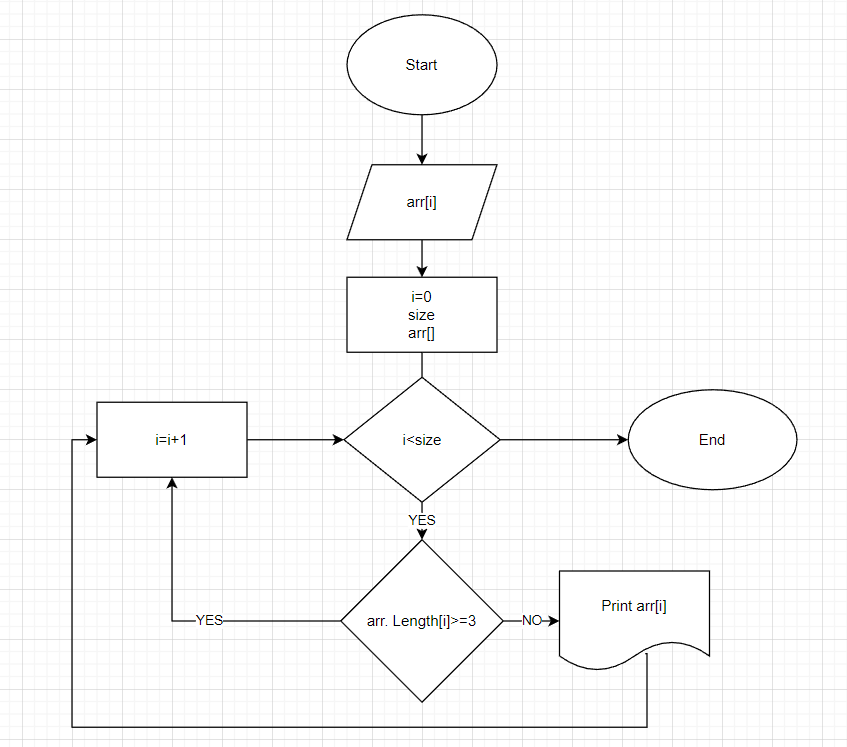 Start
arr[i]
i=0
size
arr[]
i=i+1
i<size
End
YES
arr. Length[i]>=3
YES
NO
Print arr[i]